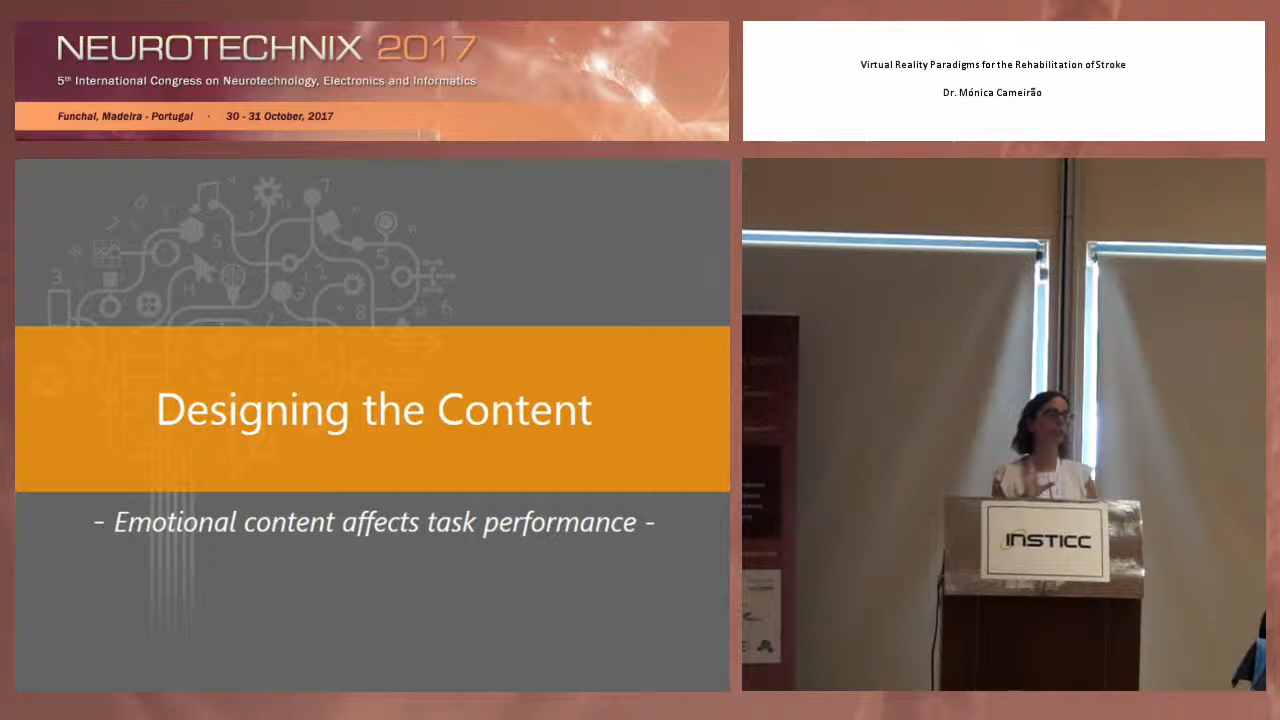 NEUROTECHNIX 2017
5th International Congress on Neurotechnology, Electronics and Informatics
Funchal, Madeira - Portugal · 30 - 31 October, 2017
Virtual Reality Paradigms for the Rehabilitation of Stroke
Dr. Mónica Cameirão
Designing the Content
- Emotional content affects task performance -
INSTICC